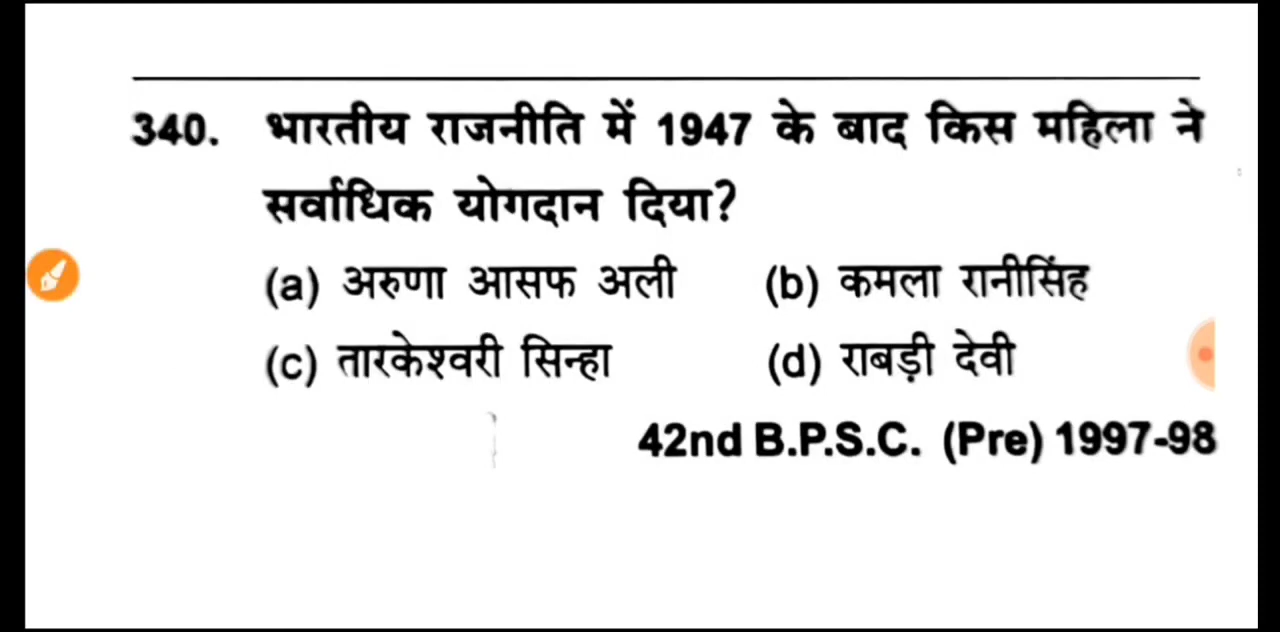 340. भारतीय राजनीति में 1947 के बाद किस महिला ने
सर्वाधिक योगदान दिया?
(a) अरुणा आसफ अली (b) कमला रानीसिंह
(c) तारकेश्वरी सिन्हा (d) राबड़ी देवी
42nd B.P.S.C. (Pre) 1997-98